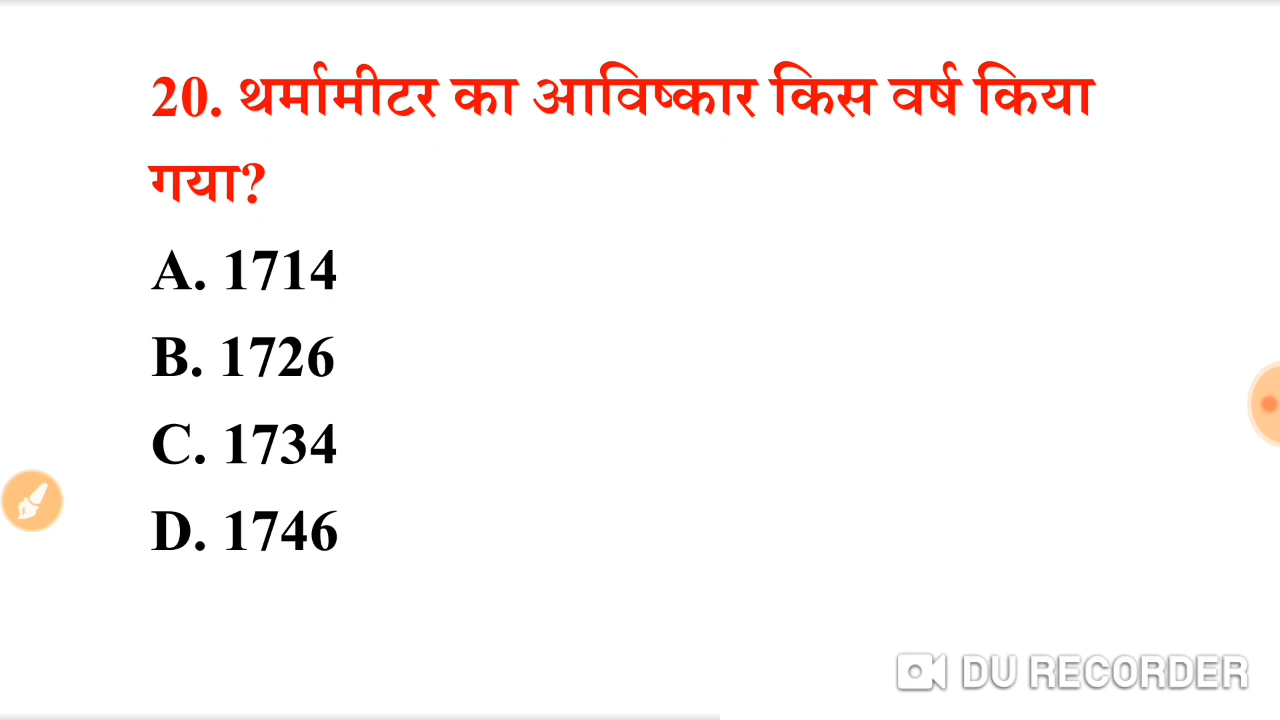 20. थर्मामीटर का आविष्कार किस वर्ष किया
गया?
A. 1714
B. 1726
C. 1734
D. 1746
DU RECORDER